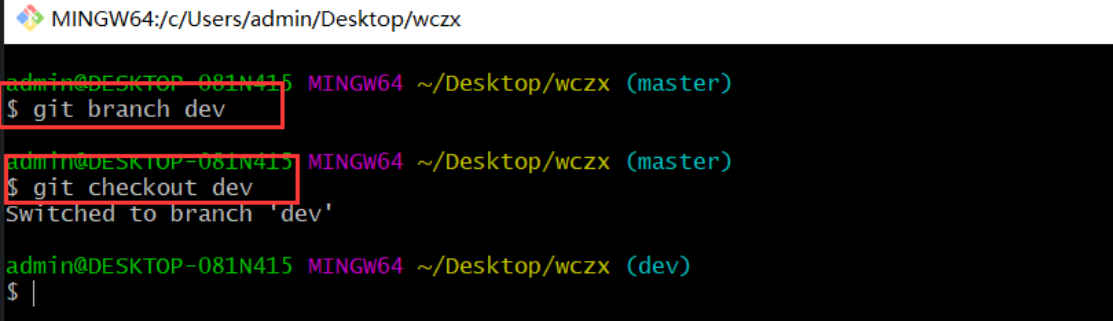 MINGW64:/c/Users/admin/Desktop/wczx
admin@DESKTOP-081N415 MINGW64 ~/Desktop/wczx (master)
$ git branch dev
admin@DESKTOP-081N415 MINGW64 ~/Desktop/wczx (master)
$ git checkout dev
Switched to branch 'dev'
admin@DESKTOP-081N415 MINGW64 ~/Desktop/wczx (dev)
$